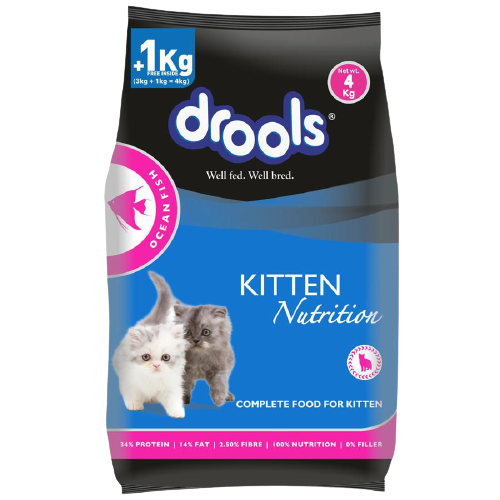 +1Kg
FREE INSIDE
(3kg + 1kg = 4kg)
Net wt.
4
Kg
drools®
Well fed. Well bred.
OCEAN FISH
KITTEN
Nutrition
COMPLETE FOOD FOR KITTEN
34% PROTEIN | 14% FAT | 2.50% FIBRE | 100% NUTRITION | 0% FILLER